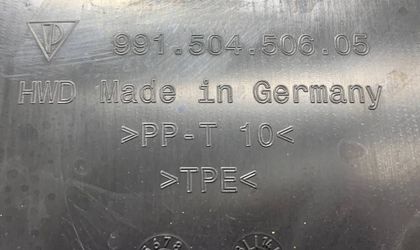 991.504.506.05
HWD Made in Germany
>PP-T 10<
>TPE<